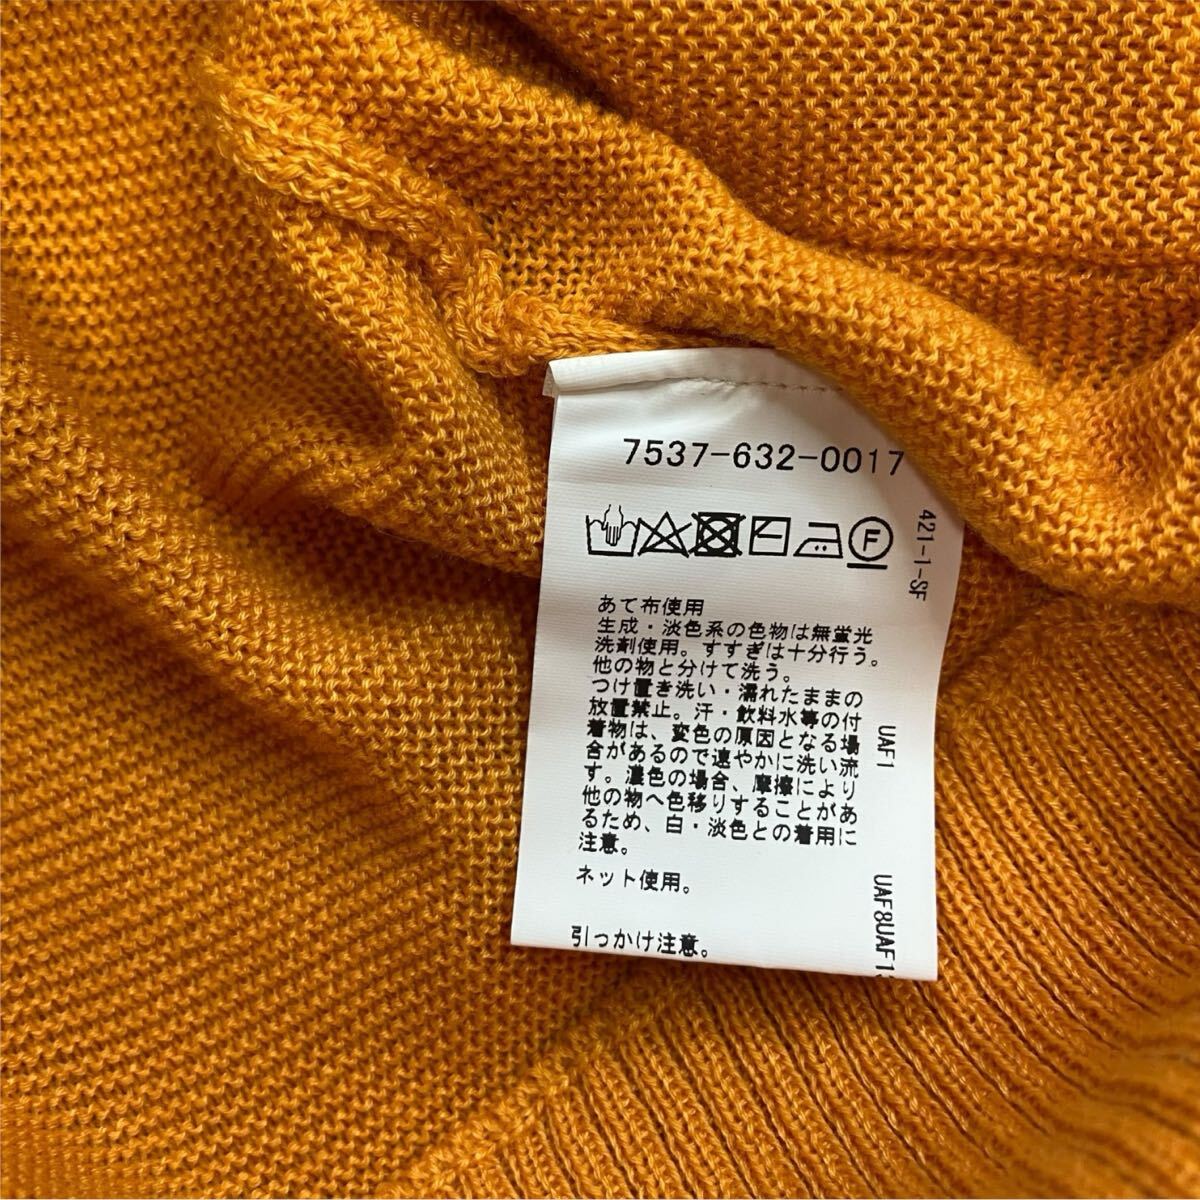 7537-632-0017
F
421-1-SF
あて布使用
生成・淡色系の色物は無蛍光
洗剤使用。すすぎは十分行う。
他の物と分けて洗う。
つけ置き洗い・濡れたままの
放置禁止。汗・飲料水等の付
着物は、変色の原因となる場
合があるので速やかに洗い流
す。濃色の場合、摩擦により
他の物へ色移りすることがあ
るため、白・淡色との着用に
注意。
ネット使用。
引っかけ注意。
UAF1
UAF8UAF1